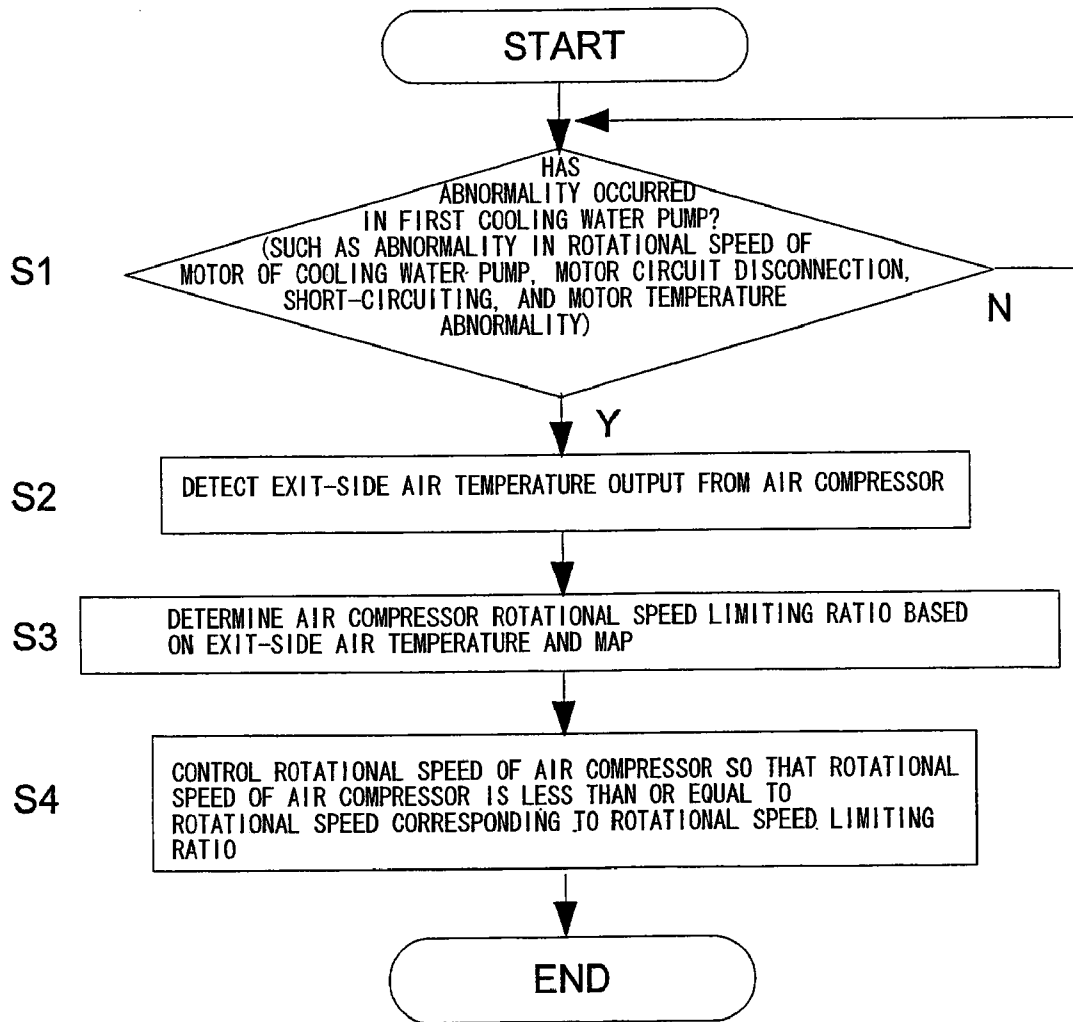 START
HAS
ABNORMALITY OCCURRED
IN FIRST COOLING WATER PUMP?
(SUCH AS ABNORMALITY IN ROTATIONAL SPEED OF
MOTOR OF COOLING WATER PUMP, MOTOR CIRCUIT DISCONNECTION,
SHORT-CIRCUITING, AND MOTOR TEMPERATURE
ABNORMALITY)
S1
N
Y
S2
DETECT EXIT-SIDE AIR TEMPERATURE OUTPUT FROM AIR COMPRESSOR
S3
DETERMINE AIR COMPRESSOR ROTATIONAL SPEED LIMITING RATIO BASED
ON EXIT-SIDE AIR TEMPERATURE AND MAP
S4
CONTROL ROTATIONAL SPEED OF AIR COMPRESSOR SO THAT ROTATIONAL
SPEED OF AIR COMPRESSOR IS LESS THAN OR EQUAL TO
ROTATIONAL SPEED CORRESPONDING TO ROTATIONAL SPEED LIMITING
RATIO
END